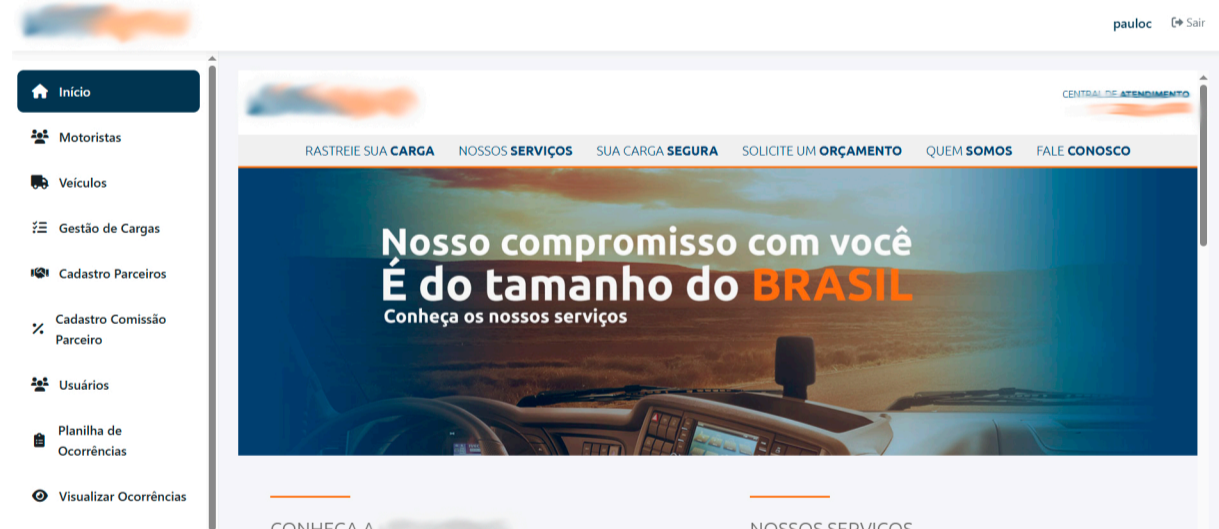 pauloc
Sair
Início
Motoristas
Veículos
Gestão de Cargas
Cadastro Parceiros
Cadastro Comissão
Parceiro
Usuários
Planilha de
Ocorrências
Visualizar Ocorrências
CENTRAL DE ATENDIMENTO
RASTREIE SUA CARGA
NOSSOS SERVIÇOS
SUA CARGA SEGURA
SOLICITE UM ORÇAMENTO
QUEM SOMOS
FALE CONOSCO
Nosso compromisso com você
É do tamanho do BRASIL
Conheça os nossos serviços
CONHEÇA A
NOSSOS SERVIÇOS